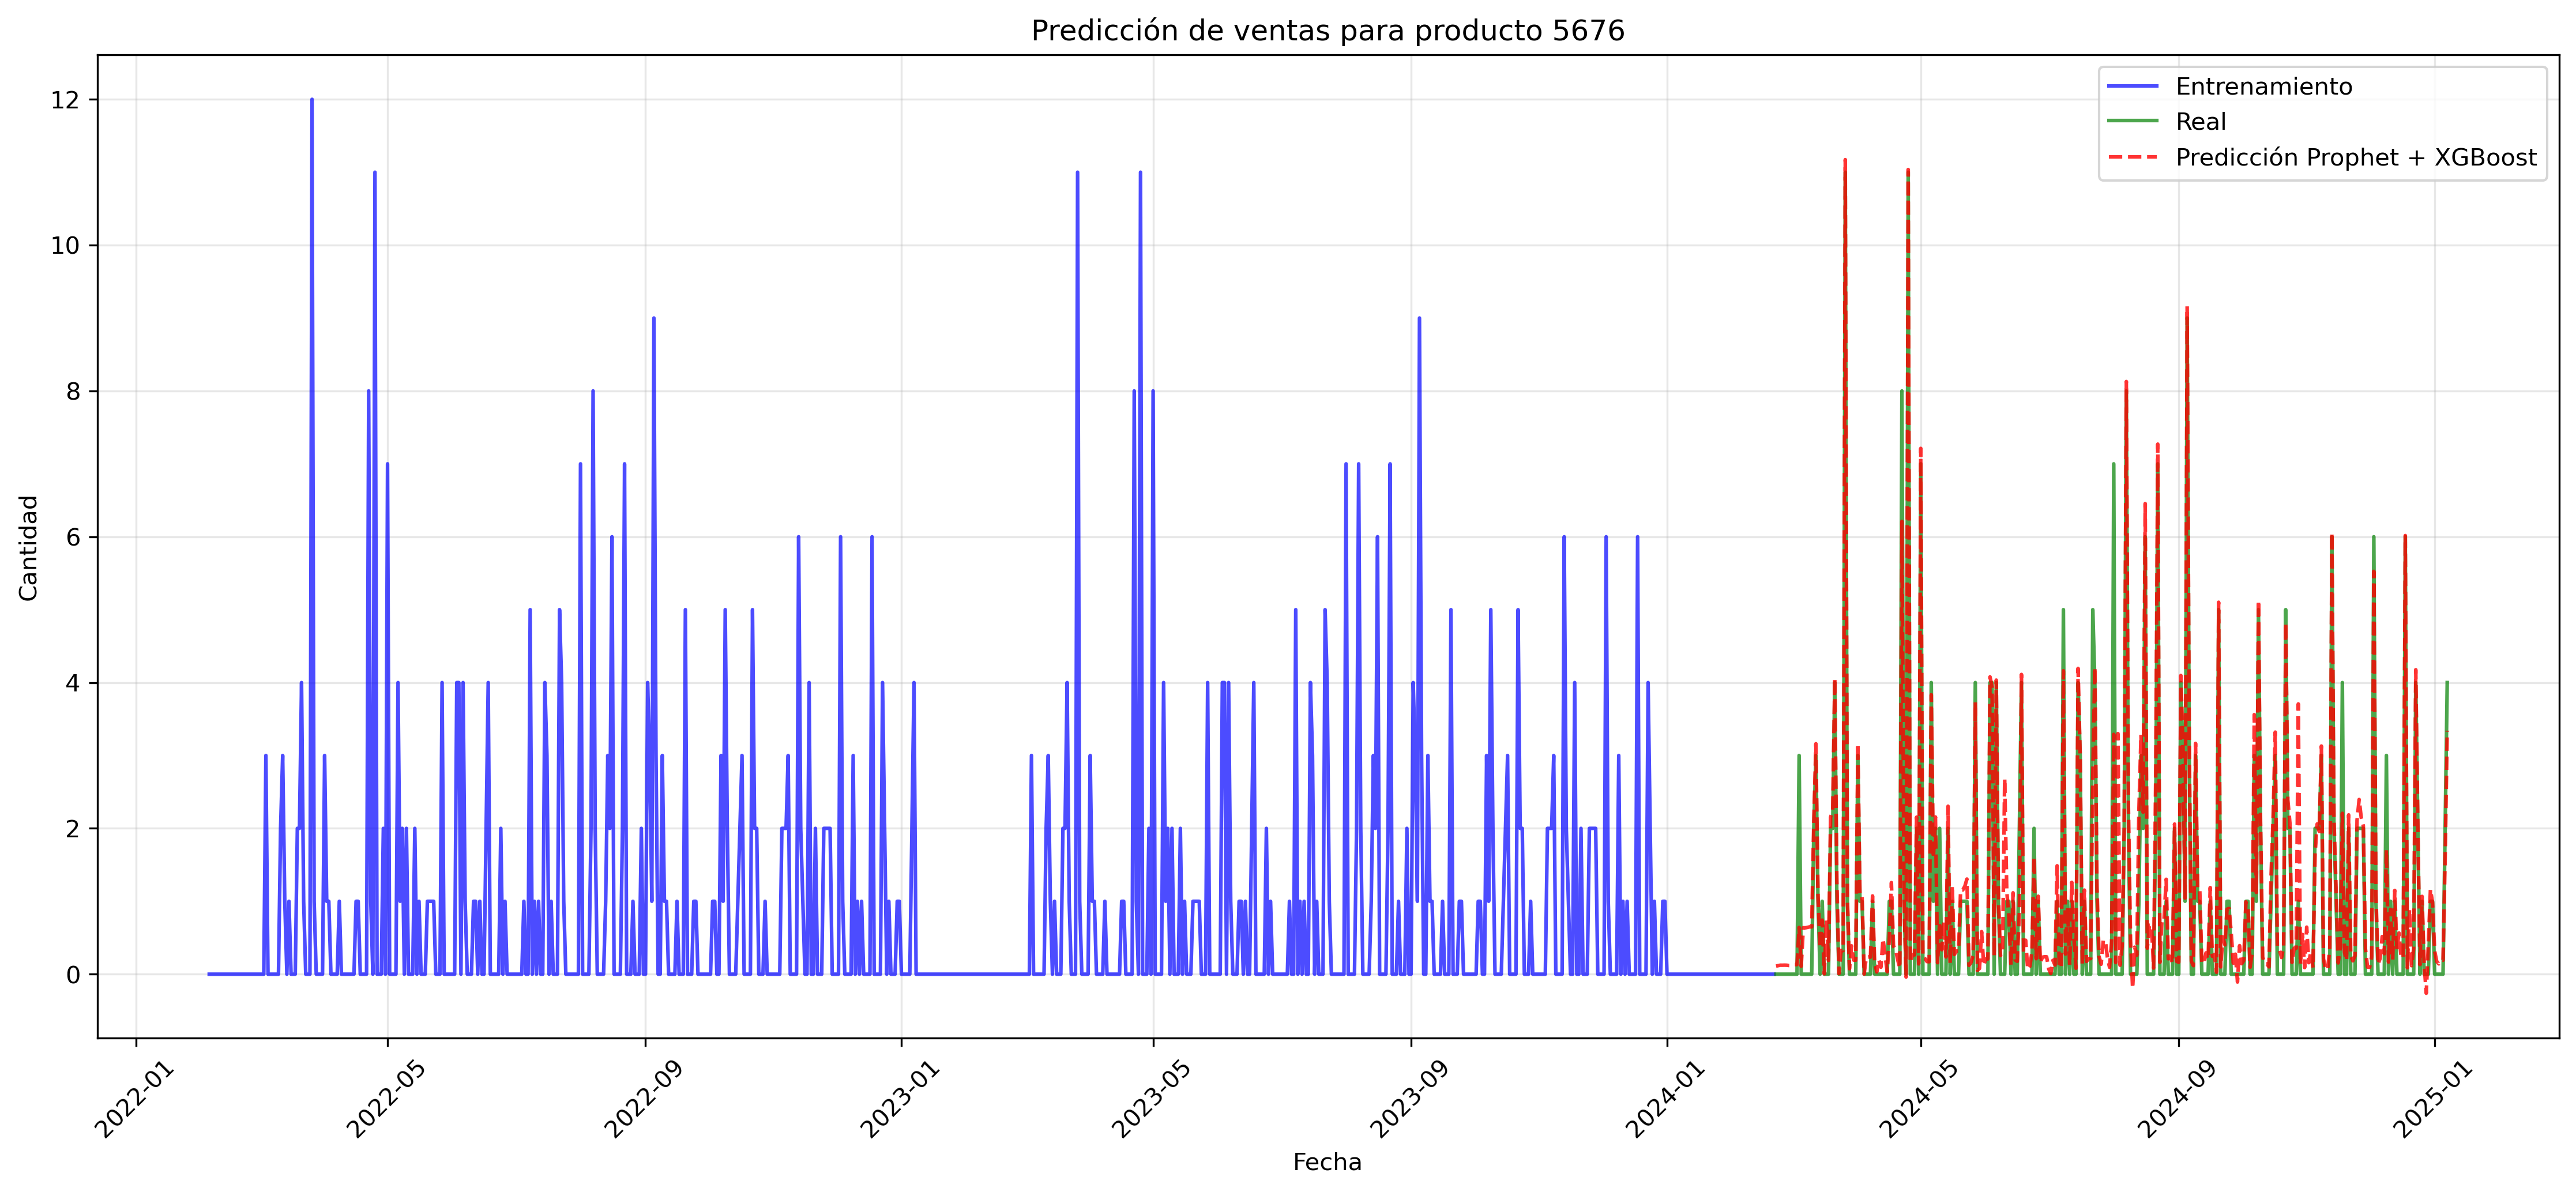 Predicción de ventas para producto 5676
Entrenamiento
Real
Predicción Prophet + XGBoost
12
10
8
6
4
2
0
Cantidad
2022-01
2022-05
2022-09
2023-01
2023-05
2023-09
2024-01
2024-05
2024-09
2025-01
Fecha